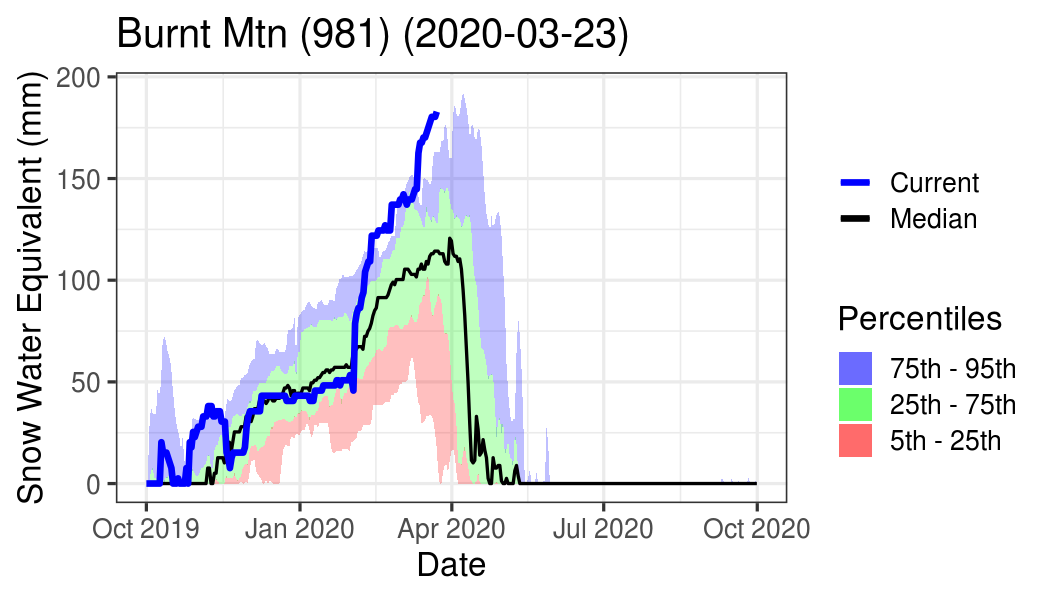 Burnt Mtn (981) (2020-03-23)
Snow Water Equivalent (mm)
200
150
100
50
0
Oct 2019
Jan 2020
Apr 2020
Jul 2020
Oct 2020
Date
Current
Median
Percentiles
75th - 95th
25th - 75th
5th - 25th